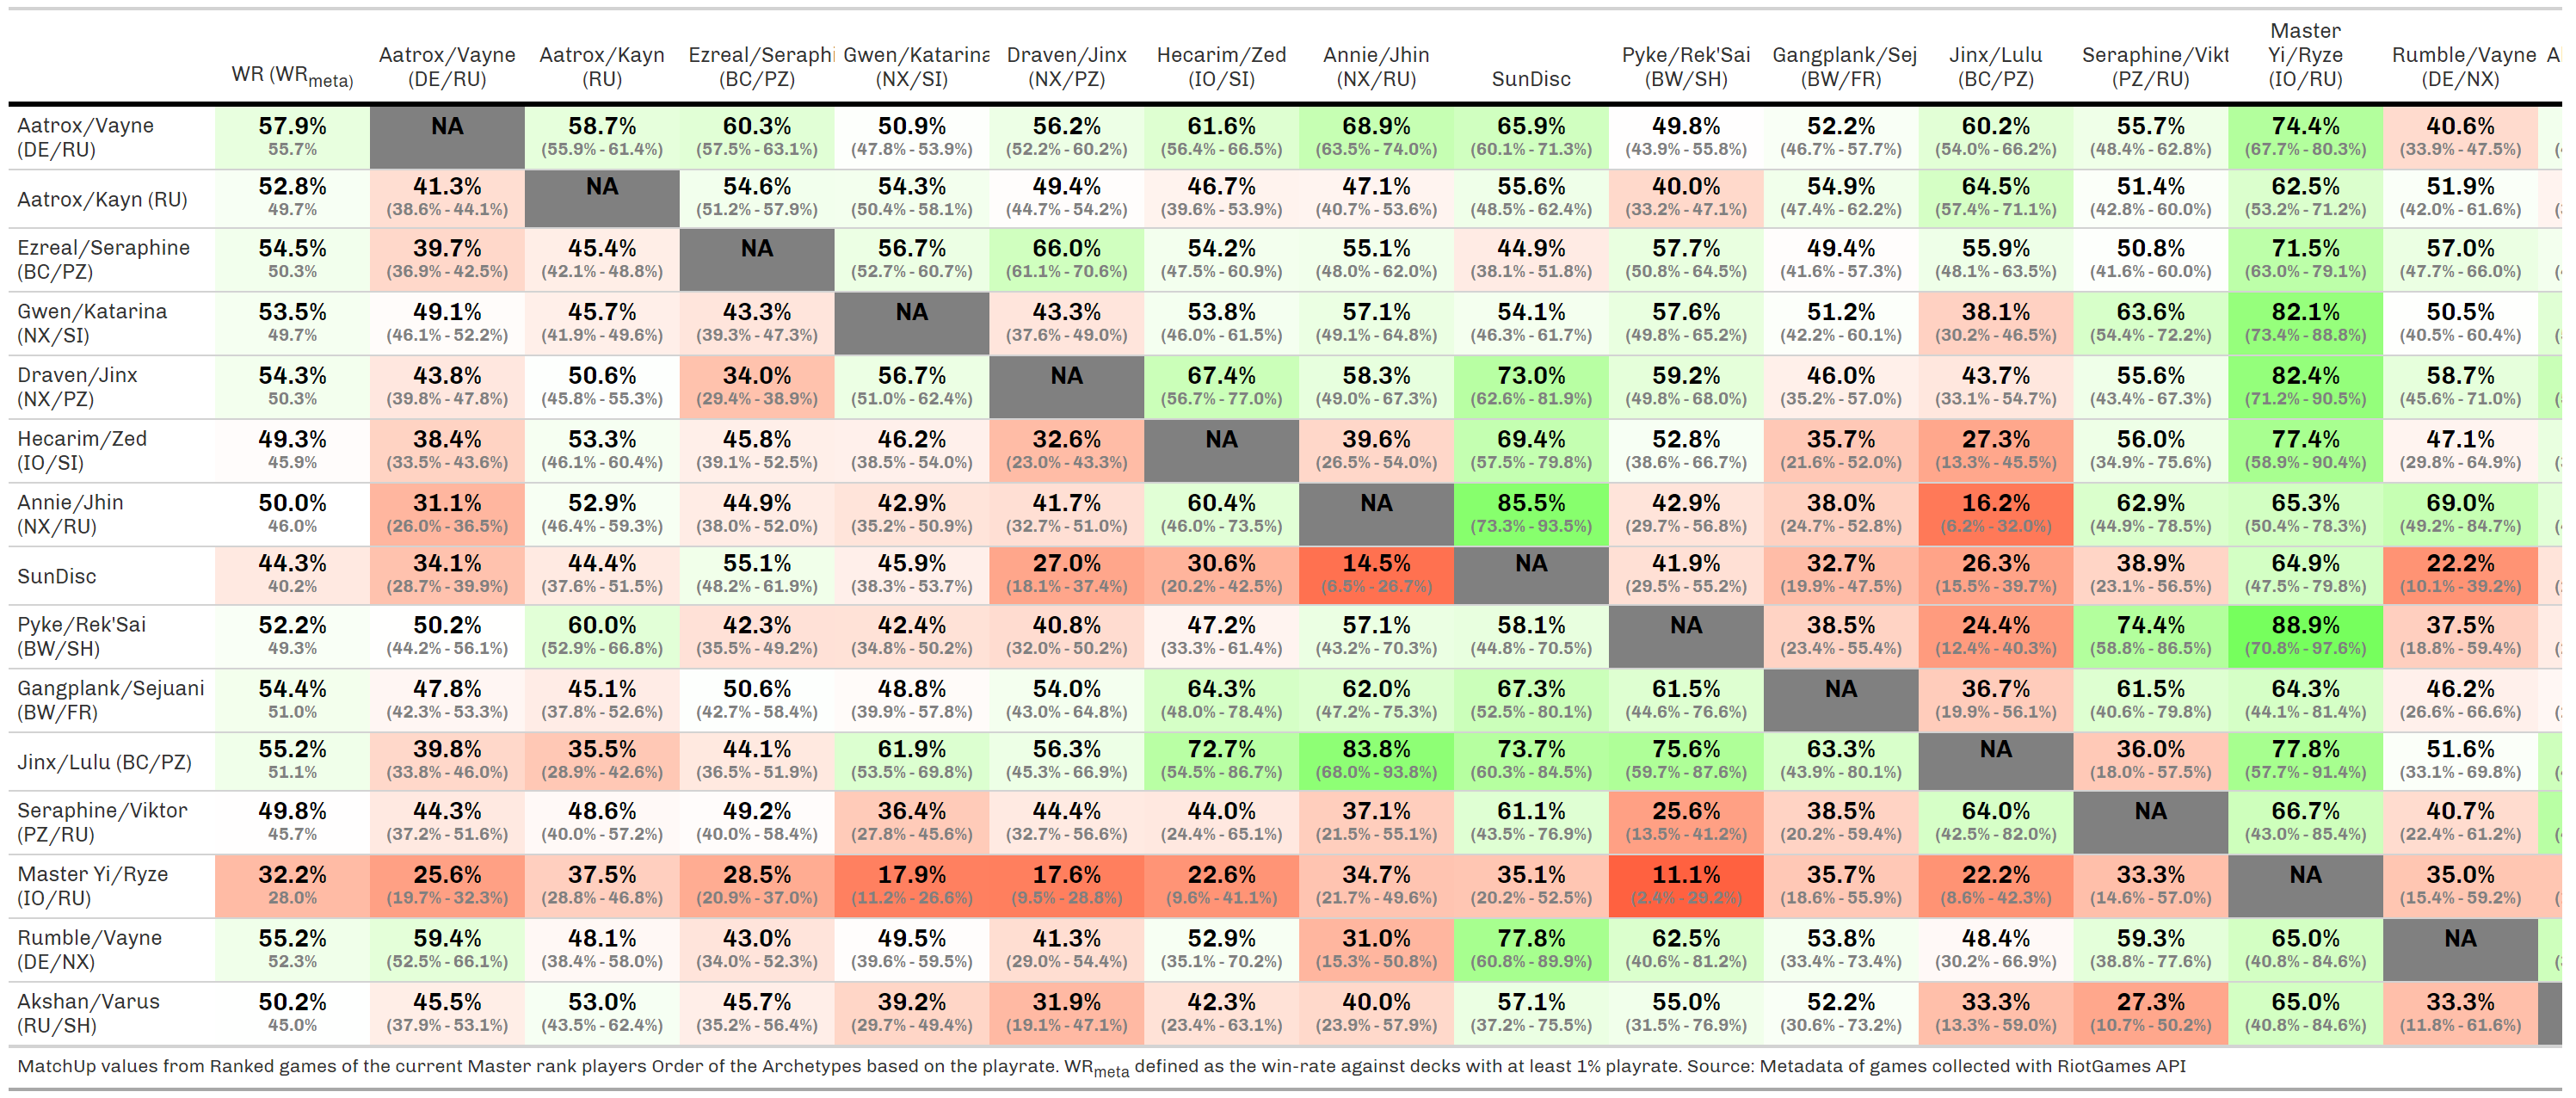 Master
Aatrox/Vayne Aatrox/Kayn Ezreal/Seraphi Gwen/Katarina Draven/Jinx Hecarim/Zed Annie/Jhin Pyke/Rek'Sai Gangplank/Sej Jinx/Lulu Seraphine/Vikt Yi/Ryze Rumble/Vayne A
WR (WRmeta) (DE/RU) (RU) (BC/PZ) (NX/SI) (NX/PZ) (IO/SI) (NX/RU) SunDisc (BW/SH) (BW/FR) (BC/PZ) (PZ/RU) (IO/RU) (DE/NX)
Aatrox/Vayne 57.9% NA 58.7% 60.3% 50.9% 56.2% 61.6% 68.9% 65.9% 49.8% 52.2% 60.2% 55.7% 74.4% 40.6%
(DE/RU) 55.7% (55.9% - 61.4%) (57.5% - 63.1%) (47.8% - 53.9%) (52.2% - 60.2%) (56.4% - 66.5%) (63.5% - 74.0%) (60.1% - 71.3%) (43.9% - 55.8%) (46.7% - 57.7%) (54.0% - 66.2%) (48.4% - 62.8%) (67.7% - 80.3%) (33.9% - 47.5%)
Aatrox/Kayn (RU) 52.8% 41.3% NA 54.6% 54.3% 49.4% 46.7% 47.1% 55.6% 40.0% 54.9% 64.5% 51.4% 62.5% 51.9%
49.7% (38.6% - 44.1%) (51.2% - 57.9%) (50.4% - 58.1%) (44.7% - 54.2%) (39.6% - 53.9%) (40.7% - 53.6%) (48.5% - 62.4%) (33.2% - 47.1%) (47.4% - 62.2%) (57.4% - 71.1%) (42.8% - 60.0%) (53.2% - 71.2%) (42.0% - 61.6%)
Ezreal/Seraphine 54.5% 39.7% 45.4% NA 56.7% 66.0% 54.2% 55.1% 44.9% 57.7% 49.4% 55.9% 50.8% 71.5% 57.0%
(BC/PZ) 50.3% (36.9% - 42.5%) (42.1% - 48.8%) (52.7% - 60.7%) (61.1% - 70.6%) (47.5% - 60.9%) (48.0% - 62.0%) (38.1% - 51.8%) (50.8% - 64.5%) (41.6% - 57.3%) (48.1% - 63.5%) (41.6% - 60.0%) (63.0% - 79.1%) (47.7% - 66.0%)
Gwen/Katarina 53.5% 49.1% 45.7% 43.3% NA 43.3% 53.8% 57.1% 54.1% 57.6% 51.2% 38.1% 63.6% 82.1% 50.5%
(NX/SI) 49.7% (46.1% - 52.2%) (41.9% - 49.6%) (39.3% - 47.3%) (37.6% - 49.0%) (46.0% - 61.5%) (49.1% - 64.8%) (46.3% - 61.7%) (49.8% - 65.2%) (42.2% - 60.1%) (30.2% - 46.5%) (54.4% - 72.2%) (73.4% - 88.8%) (40.5% - 60.4%)
Draven/Jinx 54.3% 43.8% 50.6% 34.0% 56.7% NA 67.4% 58.3% 73.0% 59.2% 46.0% 43.7% 55.6% 82.4% 58.7%
(NX/PZ) 50.3% (39.8% - 47.8%) (45.8% - 55.3%) (29.4% - 38.9%) (51.0% - 62.4%) (56.7% - 77.0%) (49.0% - 67.3%) (62.6% - 81.9%) (49.8% - 68.0%) (35.2% - 57.0%) (33.1% - 54.7%) (43.4% - 67.3%) (71.2% - 90.5%) (45.6% - 71.0%)
Hecarim/Zed 49.3% 38.4% 53.3% 45.8% 46.2% 32.6% NA 39.6% 69.4% 52.8% 35.7% 27.3% 56.0% 77.4% 47.1%
(IO/SI) 45.9% (33.5% - 43.6%) (46.1% - 60.4%) (39.1% - 52.5%) (38.5% - 54.0%) (23.0% - 43.3%) (26.5% - 54.0%) (57.5% - 79.8%) (38.6% - 66.7%) (21.6% - 52.0%) (13.3% - 45.5%) (34.9% - 75.6%) (58.9% - 90.4%) (29.8% - 64.9%)
Annie/Jhin 50.0% 31.1% 52.9% 44.9% 42.9% 41.7% 60.4% NA 85.5% 42.9% 38.0% 16.2% 62.9% 65.3% 69.0%
(NX/RU) 46.0% (26.0% - 36.5%) (46.4% - 59.3%) (38.0% - 52.0%) (35.2% - 50.9%) (32.7% - 51.0%) (46.0% - 73.5%) (73.3% - 93.5%) (29.7% - 56.8%) (24.7% - 52.8%) (6.2% - 32.0%) (44.9% - 78.5%) (50.4% - 78.3%) (49.2% - 84.7%)
SunDisc 44.3% 34.1% 44.4% 55.1% 45.9% 27.0% 30.6% 14.5% NA 41.9% 32.7% 26.3% 38.9% 64.9% 22.2%
40.2% (28.7% - 39.9%) (37.6% - 51.5%) (48.2% - 61.9%) (38.3% - 53.7%) (18.1% - 37.4%) (20.2% - 42.5%) (6.5% - 26.7%) (29.5% - 55.2%) (19.9% - 47.5%) (15.5% - 39.7%) (23.1% - 56.5%) (47.5% - 79.8%) (10.1% - 39.2%)
Pyke/Rek'Sai 52.2% 50.2% 60.0% 42.3% 42.4% 40.8% 47.2% 57.1% 58.1% NA 38.5% 24.4% 74.4% 88.9% 37.5%
(BW/SH) 49.3% (44.2% - 56.1%) (52.9% - 66.8%) (35.5% - 49.2%) (34.8% - 50.2%) (32.0% - 50.2%) (33.3% - 61.4%) (43.2% - 70.3%) (44.8% - 70.5%) (23.4% - 55.4%) (12.4% - 40.3%) (58.8% - 86.5%) (70.8% - 97.6%) (18.8% - 59.4%)
Gangplank/Sejuani 54.4% 47.8% 45.1% 50.6% 48.8% 54.0% 64.3% 62.0% 67.3% 61.5% NA 36.7% 61.5% 64.3% 46.2%
(BW/FR) 51.0% (42.3% - 53.3%) (37.8% - 52.6%) (42.7% - 58.4%) (39.9% - 57.8%) (43.0% - 64.8%) (48.0% - 78.4%) (47.2% - 75.3%) (52.5% - 80.1%) (44.6% - 76.6%) (19.9% - 56.1%) (40.6% - 79.8%) (44.1% - 81.4%) (26.6% - 66.6%)
Jinx/Lulu (BC/PZ) 55.2% 39.8% 35.5% 44.1% 61.9% 56.3% 72.7% 83.8% 73.7% 75.6% 63.3% NA 36.0% 77.8% 51.6%
51.1% (33.8% - 46.0%) (28.9% - 42.6%) (36.5% - 51.9%) (53.5% - 69.8%) (45.3% - 66.9%) (54.5% - 86.7%) (68.0% - 93.8%) (60.3% - 84.5%) (59.7% - 87.6%) (43.9% - 80.1%) (18.0% - 57.5%) (57.7% - 91.4%) (33.1% - 69.8%)
Seraphine/Viktor 49.8% 44.3% 48.6% 49.2% 36.4% 44.4% 44.0% 37.1% 61.1% 25.6% 38.5% 64.0% NA 66.7% 40.7%
(PZ/RU) 45.7% (37.2% - 51.6%) (40.0% - 57.2%) (40.0% - 58.4%) (27.8% - 45.6%) (32.7% - 56.6%) (24.4% - 65.1%) (21.5% - 55.1%) (43.5% - 76.9%) (13.5% - 41.2%) (20.2% - 59.4%) (42.5% - 82.0%) (43.0% - 85.4%) (22.4% - 61.2%)
Master Yi/Ryze 32.2% 25.6% 37.5% 28.5% 17.9% 17.6% 22.6% 34.7% 35.1% 11.1% 35.7% 22.2% 33.3% NA 35.0%
(IO/RU) 28.0% (19.7% - 32.3%) (28.8% - 46.8%) (20.9% - 37.0%) (11.2% - 26.6%) (9.5% - 28.8%) (9.6% - 41.1%) (21.7% - 49.6%) (20.2% - 52.5%) (2.4% - 29.2%) (18.6% - 55.9%) (8.6% - 42.3%) (14.6% - 57.0%) (15.4% - 59.2%)
Rumble/Vayne 55.2% 59.4% 48.1% 43.0% 49.5% 41.3% 52.9% 31.0% 77.8% 62.5% 53.8% 48.4% 59.3% 65.0% NA
(DE/NX) 52.3% (52.5% - 66.1%) (38.4% - 58.0%) (34.0% - 52.3%) (39.6% - 59.5%) (29.0% - 54.4%) (35.1% - 70.2%) (15.3% - 50.8%) (60.8% - 89.9%) (40.6% - 81.2%) (33.4% - 73.4%) (30.2% - 66.9%) (38.8% - 77.6%) (40.8% - 84.6%)
Akshan/Varus 50.2% 45.5% 53.0% 45.7% 39.2% 31.9% 42.3% 40.0% 57.1% 55.0% 52.2% 33.3% 27.3% 65.0% 33.3%
(RU/SH) 45.0% (37.9% - 53.1%) (43.5% - 62.4%) (35.2% - 56.4%) (29.7% - 49.4%) (19.1% - 47.1%) (23.4% - 63.1%) (23.9% - 57.9%) (37.2% - 75.5%) (31.5% - 76.9%) (30.6% - 73.2%) (13.3% - 59.0%) (10.7% - 50.2%) (40.8% - 84.6%) (11.8% - 61.6%)
MatchUp values from Ranked games of the current Master rank players Order of the Archetypes based on the playrate. WRmeta defined as the win-rate against decks with at least 1% playrate. Source: Metadata of games collected with RiotGames API